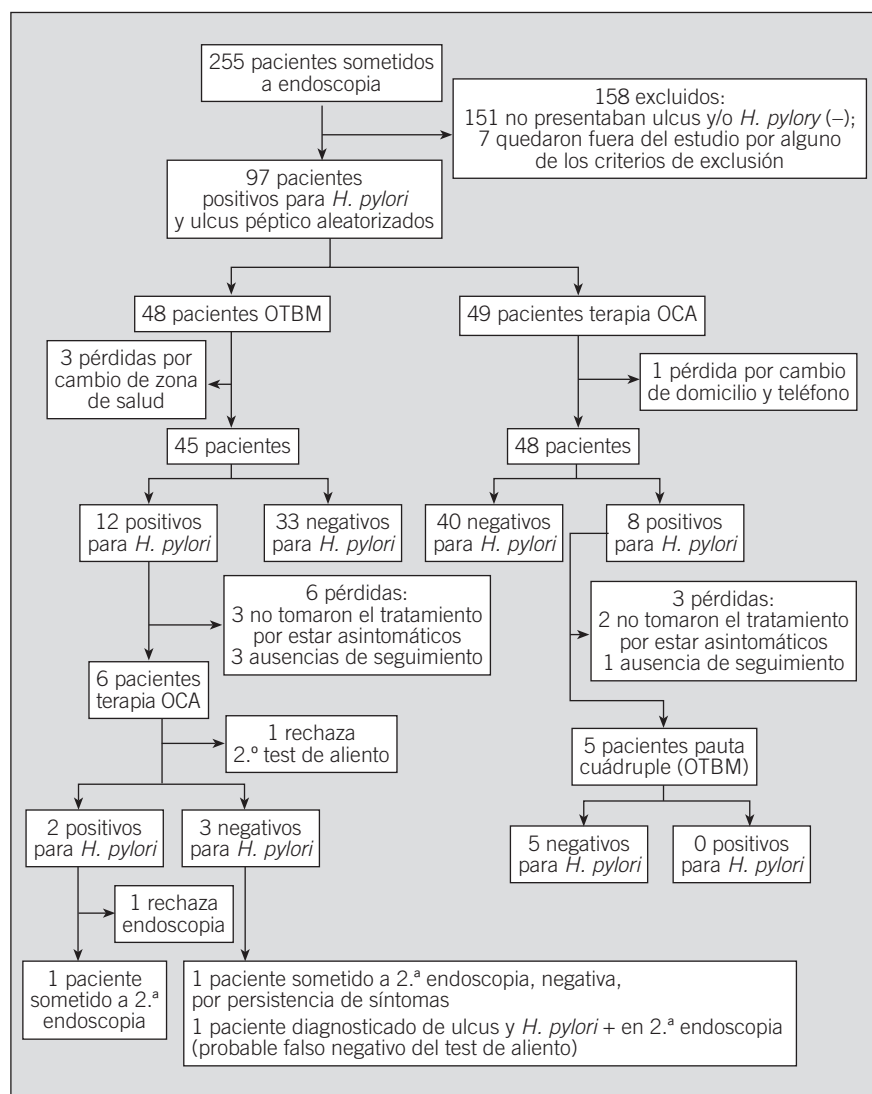 255 pacientes sometidos
a endoscopia
158 excluidos:
151 no presentaban ulcus y/o H. pylory (–);
7 quedaron fuera del estudio por alguno
de los criterios de exclusión
97 pacientes
positivos para H. pylori
y ulcus péptico aleatorizados
48 pacientes OTBM
49 pacientes terapia OCA
3 pérdidas por
cambio de zona
de salud
1 pérdida por cambio
de domicilio y teléfono
45 pacientes
48 pacientes
12 positivos
para H. pylori
33 negativos
para H. pylori
40 negativos
para H. pylori
8 positivos
para H. pylori
6 pérdidas:
3 no tomaron el tratamiento
por estar asintomáticos
3 ausencias de seguimiento
3 pérdidas:
2 no tomaron el tratamiento
por estar asintomáticos
1 ausencia de seguimiento
6 pacientes
terapia OCA
1 rechaza
2.º test de aliento
5 pacientes pauta
cuádruple (OTBM)
2 positivos
para H. pylori
3 negativos
para H. pylori
5 negativos
para H. pylori
0 positivos
para H. pylori
1 rechaza
endoscopia
1 paciente
sometido a 2.ª
endoscopia
1 paciente sometido a 2.ª endoscopia, negativa,
por persistencia de síntomas
1 paciente diagnosticado de ulcus y H. pylori + en 2.ª endoscopia
(probable falso negativo del test de aliento)